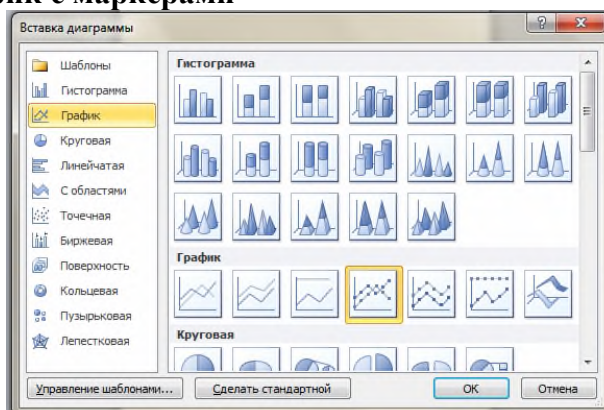 с маркерами
Вставка диаграммы
Шаблоны
Гистограмма
График
Круговая
Линейчатая
С областями
Точечная
Биржевая
Поверхность
Кольцевая
Пузырьковая
Лепестковая
Гистограмма
График
Круговая
Управление шаблонами...
Сделать стандартной
ОК
Отмена